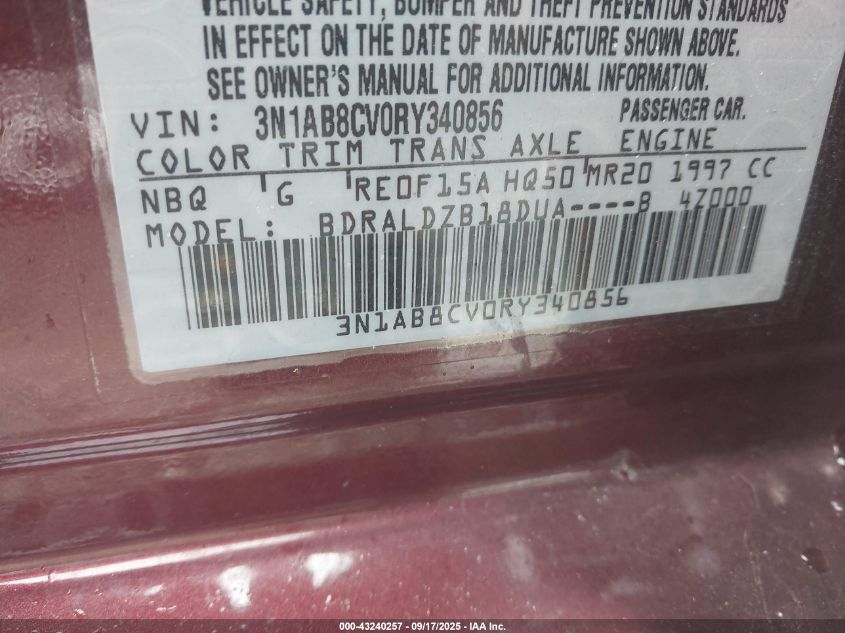 VEHICLE SAFETY, BUMPER AND THEFT PREVENTION STANDARDS
IN EFFECT ON THE DATE OF MANUFACTURE SHOWN ABOVE.
SEE OWNER'S MANUAL FOR ADDITIONAL INFORMATION.
VIN: 3N1AB8CV0RY340856 PASSENGER CAR.
COLOR TRIM TRANS AXLE ENGINE
NBQ G RE0F15A HQ50 MR20 1997 CC
MODEL: BDRALDZB18DUA----B 4Z000
3N1AB8CV0RY340856
000-43240257 - 09/17/2025 - IAA Inc.